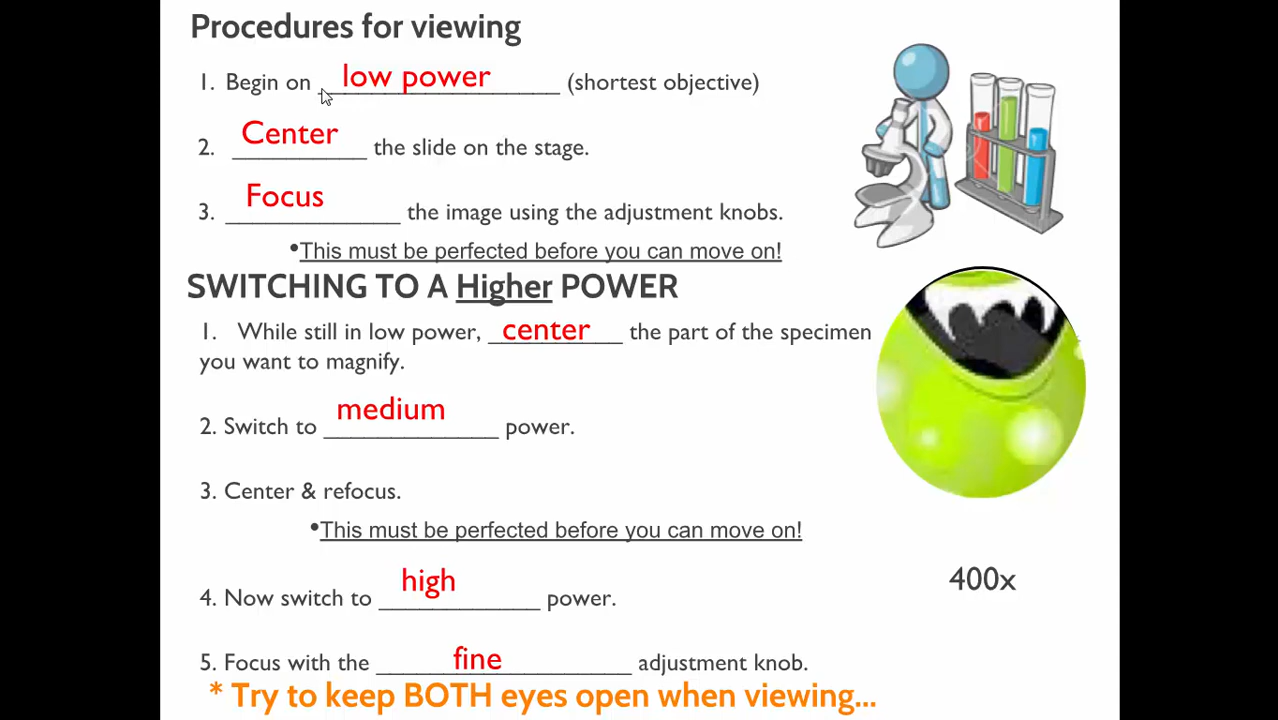 Procedures for viewing
1. Begin on low power (shortest objective)
2. Center the slide on the stage.
3. Focus the image using the adjustment knobs.
•This must be perfected before you can move on!
SWITCHING TO A Higher POWER
1. While still in low power, center the part of the specimen
you want to magnify.
2. Switch to medium power.
3. Center & refocus.
•This must be perfected before you can move on!
4. Now switch to high power.
400x
5. Focus with the fine adjustment knob.
* Try to keep BOTH eyes open when viewing...